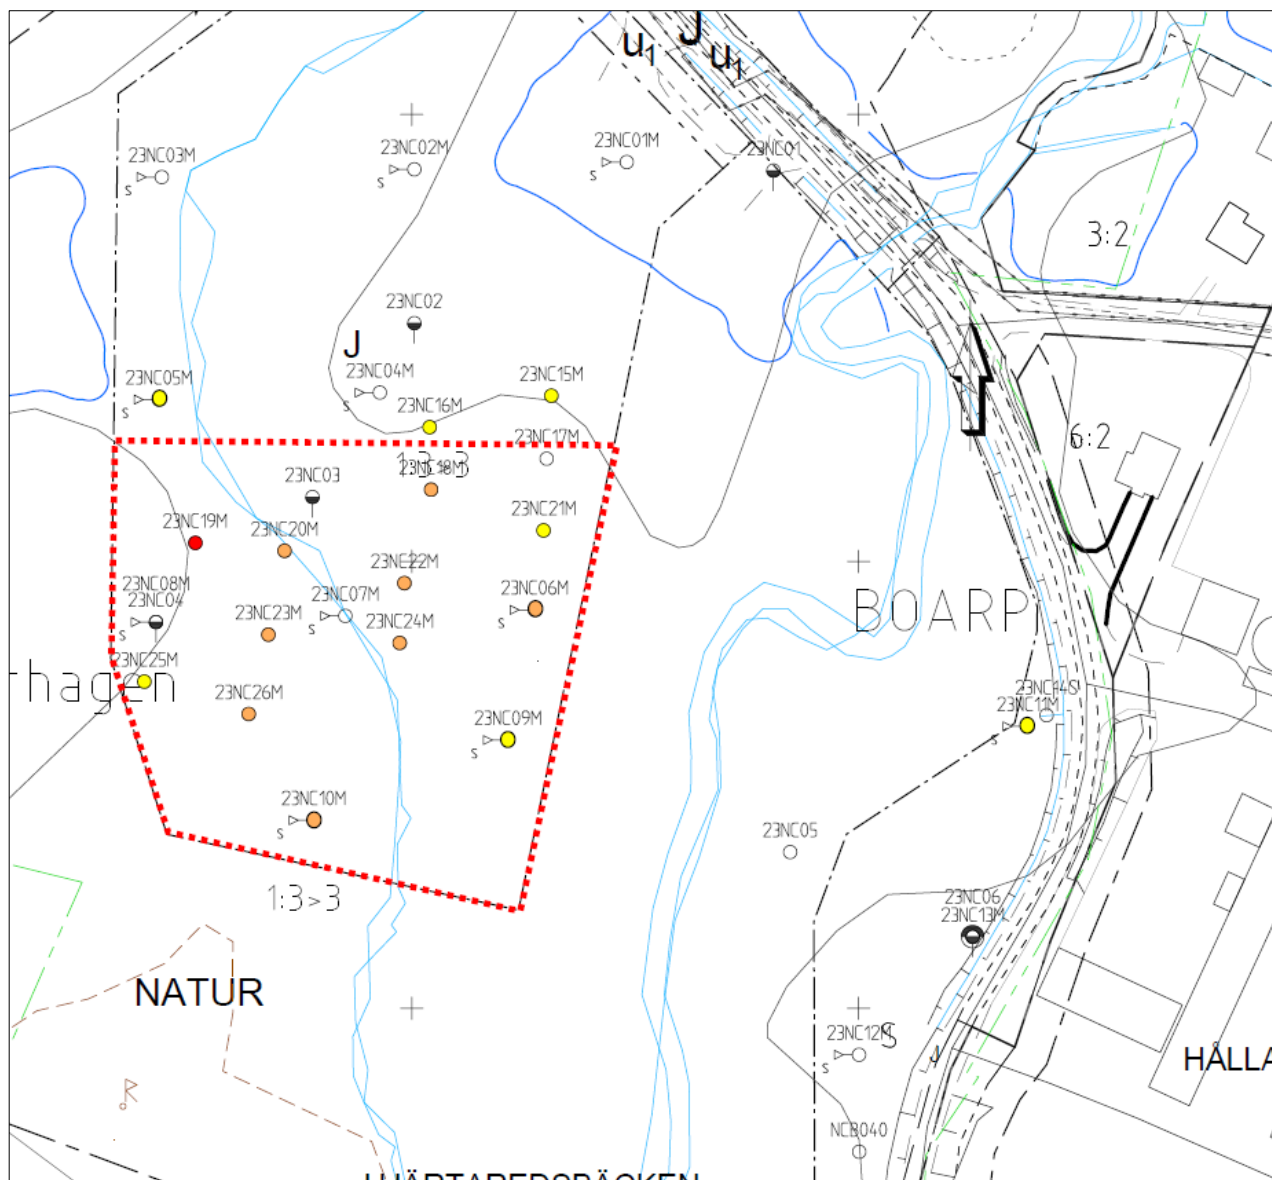 u1
J
u1
23NC03M
S
23NC02M
S
23NC01M
S
23NC01
3:2
23NC02
J
23NC04M
S
23NC05M
S
23NC15M
23NC16M
23NC17M
6:2
23NC18M
23NC03
23NC19M
23NC20M
23NC21M
23NC22M
23NC08M
23NC04
S
23NC07M
S
23NC06M
S
BOARP
23NC23M
23NC24M
23NC25M
rhagen
23NC26M
23NC09M
S
23NC11M
S
23NC10M
S
23NC05
1:3>3
23NC06
23NC13M
NATUR
23NC12M
S
S
J
HÅLLA
NCB040
HJÄRTAREDSBÄCKEN